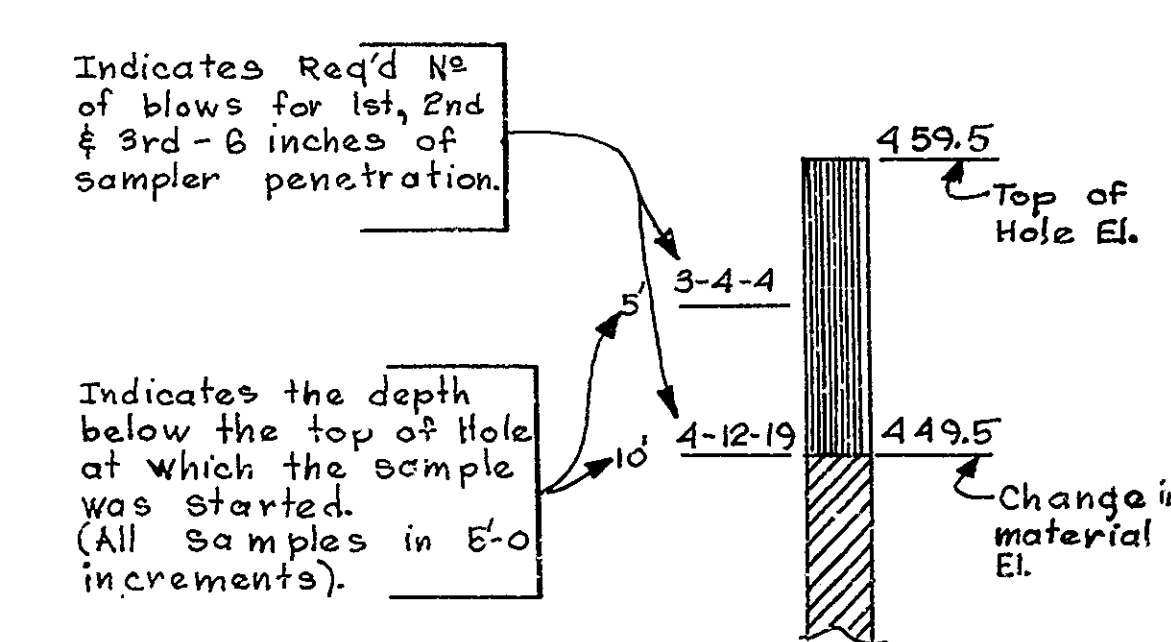 Indicates Req'd Nº
of blows for 1st, 2nd
& 3rd - 6 inches of
sampler penetration.
459.5
Top of
Hole El.
3-4-4
5'
Indicates the depth
below the top of Hole
at which the sample
was started.
(All samples in 5'-0
increments).
4-12-19
10'
449.5
Change in
material
El.